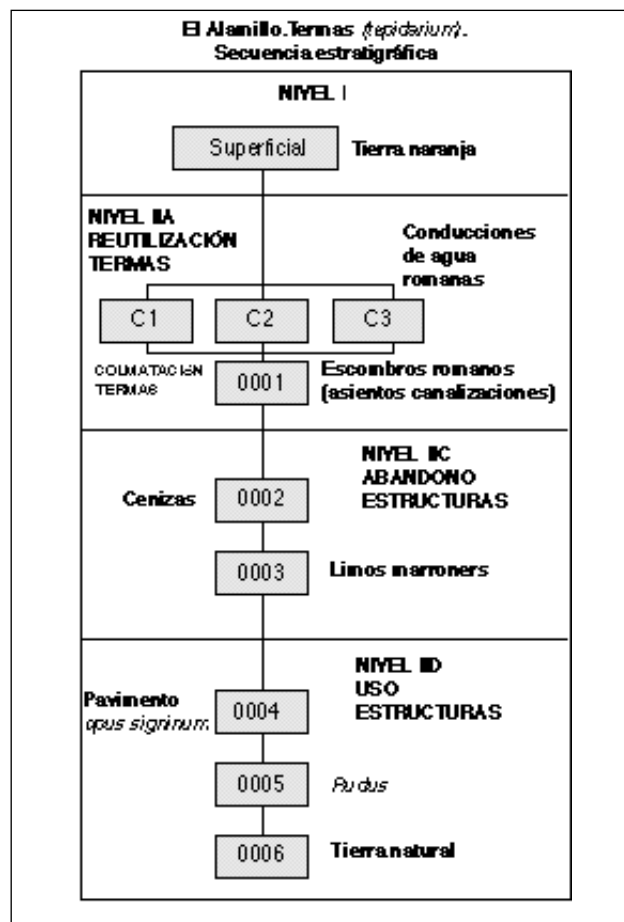 El Alamillo. Termas (tepidarium).
Secuencia estratigráfica
NIVEL I
Superficial
Tierra naranja
NIVEL IIA
REUTILIZACIÓN
TERMAS
Conducciones
de agua
romanas
C1
C2
C3
COLMATACIÓN
TERMAS
0001
Escombros romanos
(asientos canalizaciones)
NIVEL IIC
ABANDONO
ESTRUCTURAS
Cenizas
0002
0003
Limos marroners
NIVEL IID
USO
ESTRUCTURAS
Pavimento
opus signinum.
0004
0005
Rudus
0006
Tierra natural